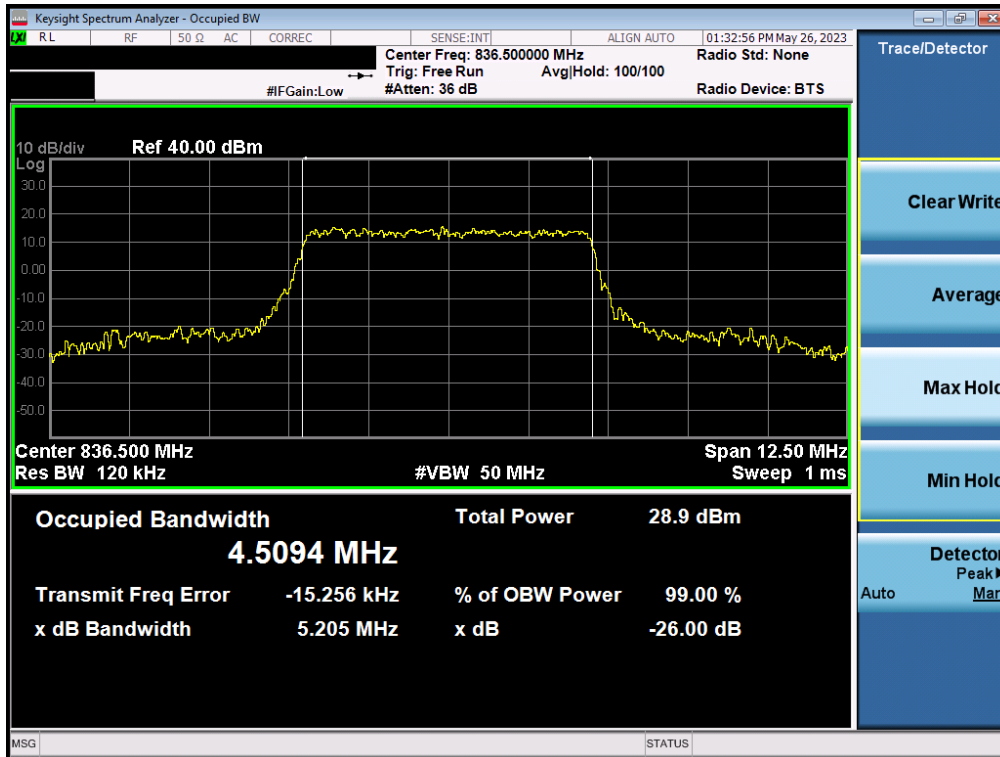 Keysight Spectrum Analyzer - Occupied BW
LXI RL RF 50 Ω AC CORREC SENSE:INT ALIGN AUTO 01:32:56 PM May 26, 2023
Center Freq: 836.500000 MHz Radio Std: None
Trig: Free Run Avg|Hold: 100/100
#IFGain:Low #Atten: 36 dB Radio Device: BTS
Trace/Detector
10 dB/div Ref 40.00 dBm
Log
30.0
20.0
10.0
0.00
-10.0
-20.0
-30.0
-40.0
-50.0
Center 836.500 MHz Span 12.50 MHz
Res BW 120 kHz #VBW 50 MHz Sweep 1 ms
Occupied Bandwidth Total Power 28.9 dBm
4.5094 MHz
Transmit Freq Error -15.256 kHz % of OBW Power 99.00 %
x dB Bandwidth 5.205 MHz x dB -26.00 dB
Clear Write
Average
Max Hold
Min Hold
Detector
Peak
Auto Man
MSG STATUS